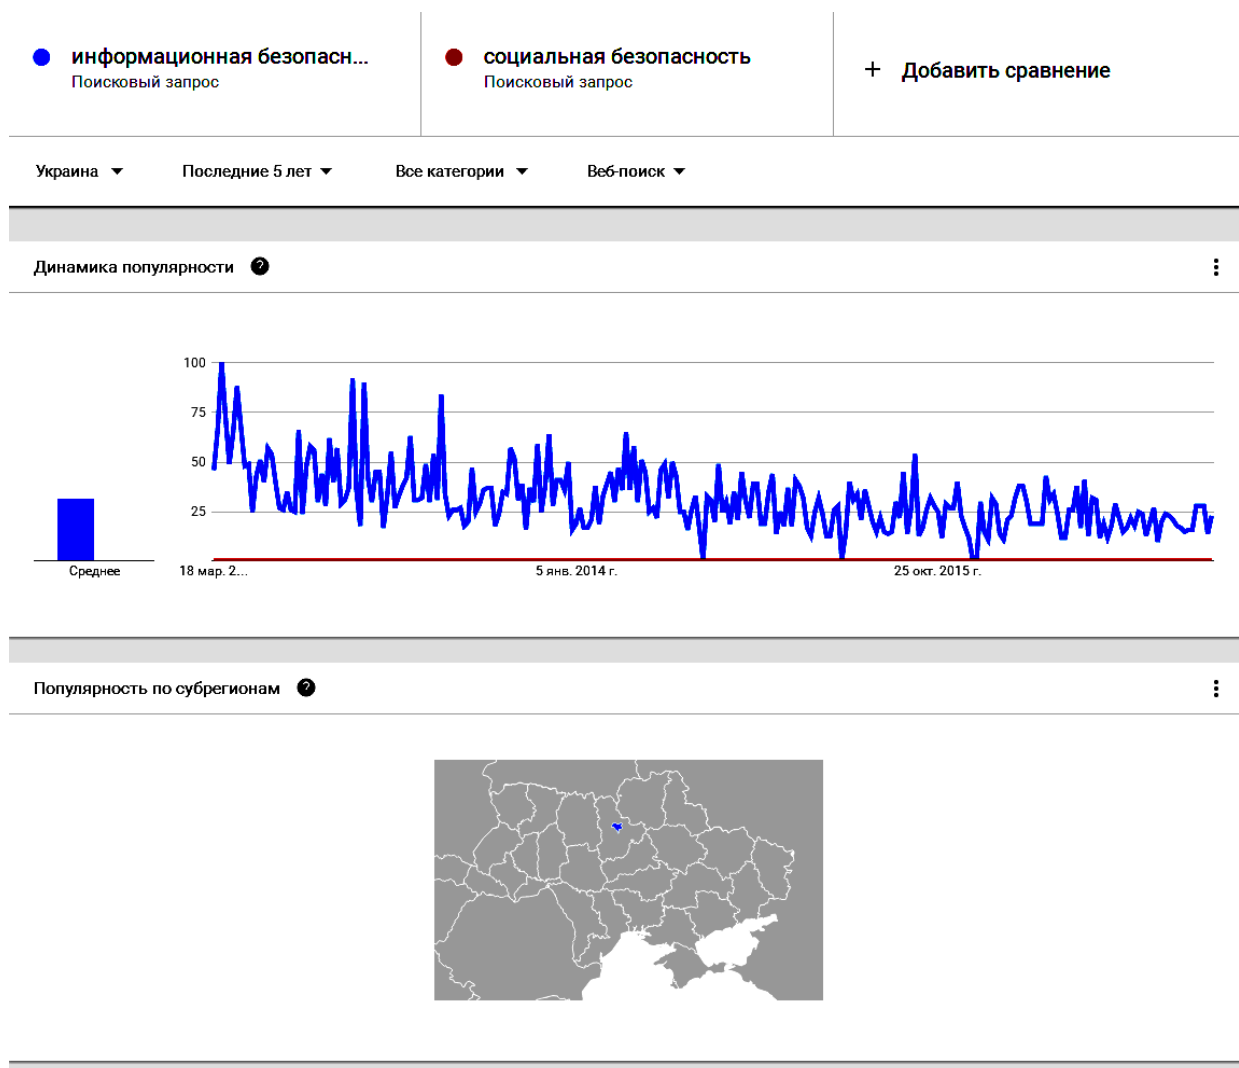 информационная безопасн...
Поисковый запрос
социальная безопасность
Поисковый запрос
+ Добавить сравнение
Украина
Последние 5 лет
Все категории
Веб-поиск
Динамика популярности ?
100
75
50
25
Среднее
18 мар. 2...
5 янв. 2014 г.
25 окт. 2015 г.
Популярность по субрегионам ?